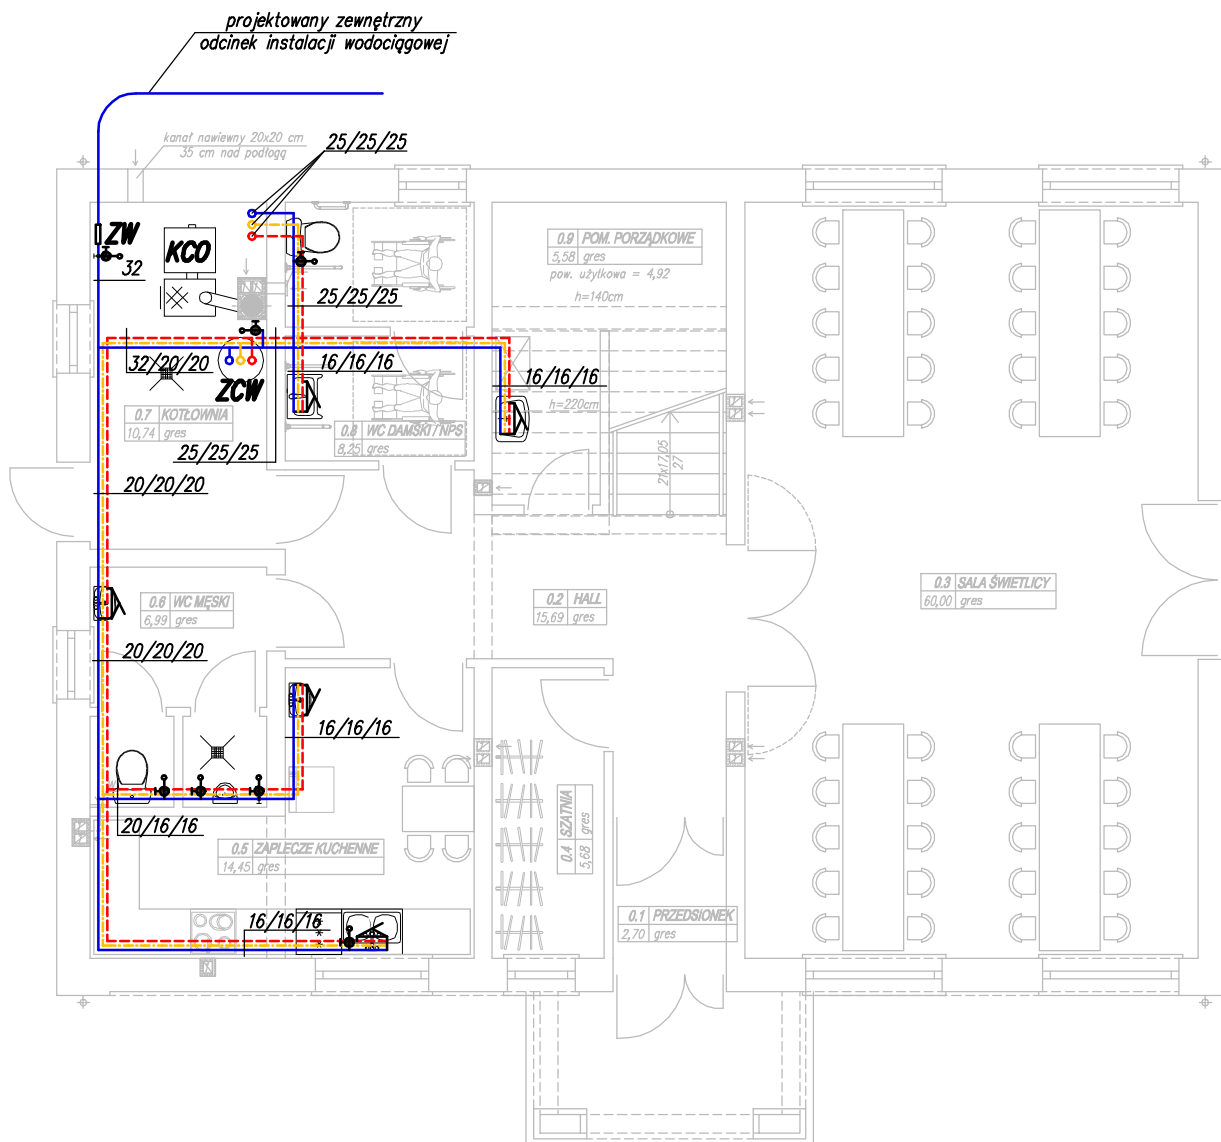 projektowany zewnętrzny
odcinek instalacji wodociągowej
kanał nawiewny 20x20 cm
35 cm nad podłogą
25/25/25
ZW
KCO
32
0.9 POM. PORZĄDKOWE
5,58 gres
pow. użytkowa = 4,92
h=140cm
25/25/25
32/20/20
16/16/16
16/16/16
ZCW
h=220cm
0.7 KOTŁOWNIA
10,74 gres
0.8 WC DAMSKI/NPS
8,25 gres
25/25/25
21x17,05
27
20/20/20
0.6 WC MĘSKI
6,99 gres
0.2 HALL
15,69 gres
0.3 SALA ŚWIETLICY
60,00 gres
20/20/20
16/16/16
20/16/16
0.5 ZAPLECZE KUCHENNE
14,45 gres
0.4 SZATNIA
5,68 gres
16/16/16
0.1 PRZEDSIONEK
2,70 gres